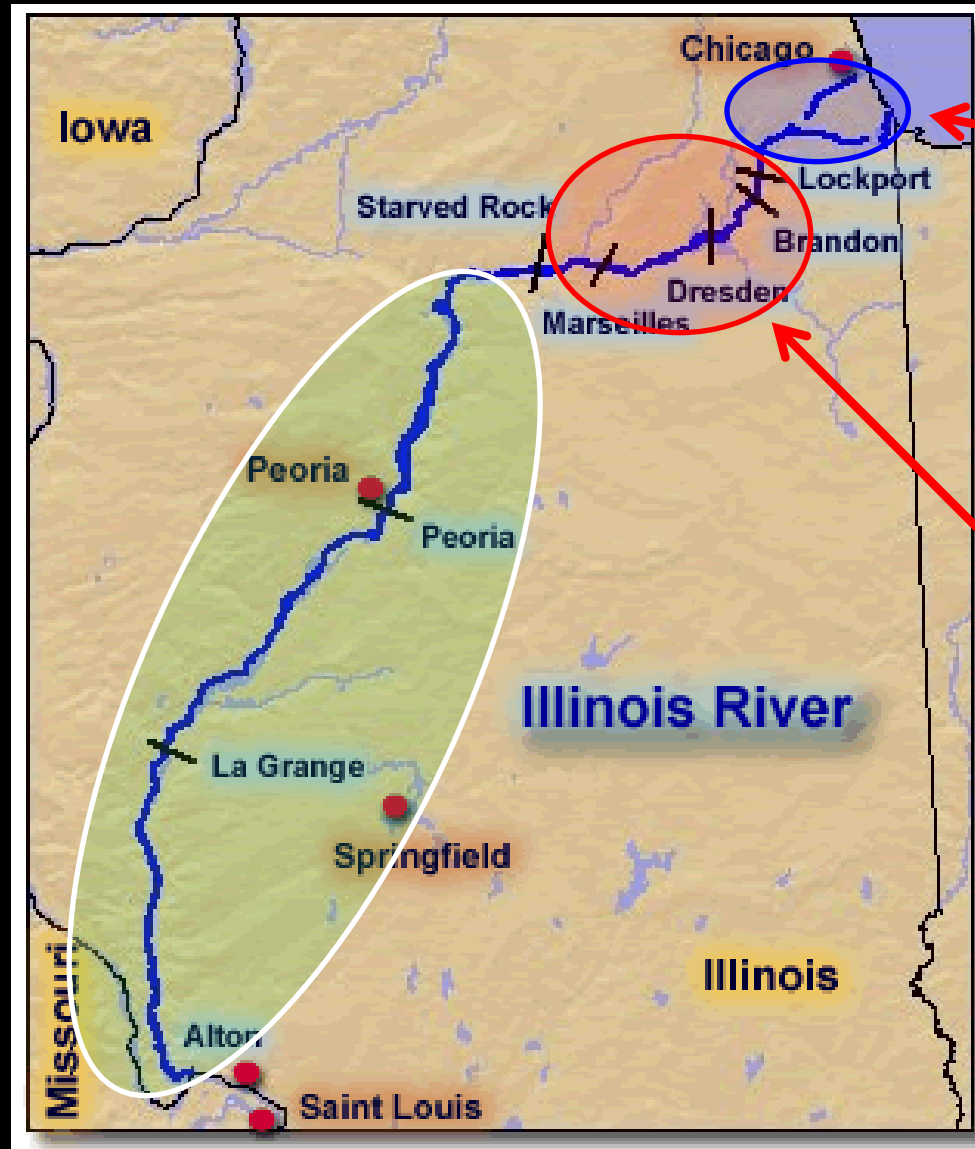 Chicago
Iowa
Lockport
Starved Rock
Brandon
Dresden
Marseilles
Peoria
Peoria
Illinois River
La Grange
Springfield
Illinois
Missouri
Alton
Saint Louis